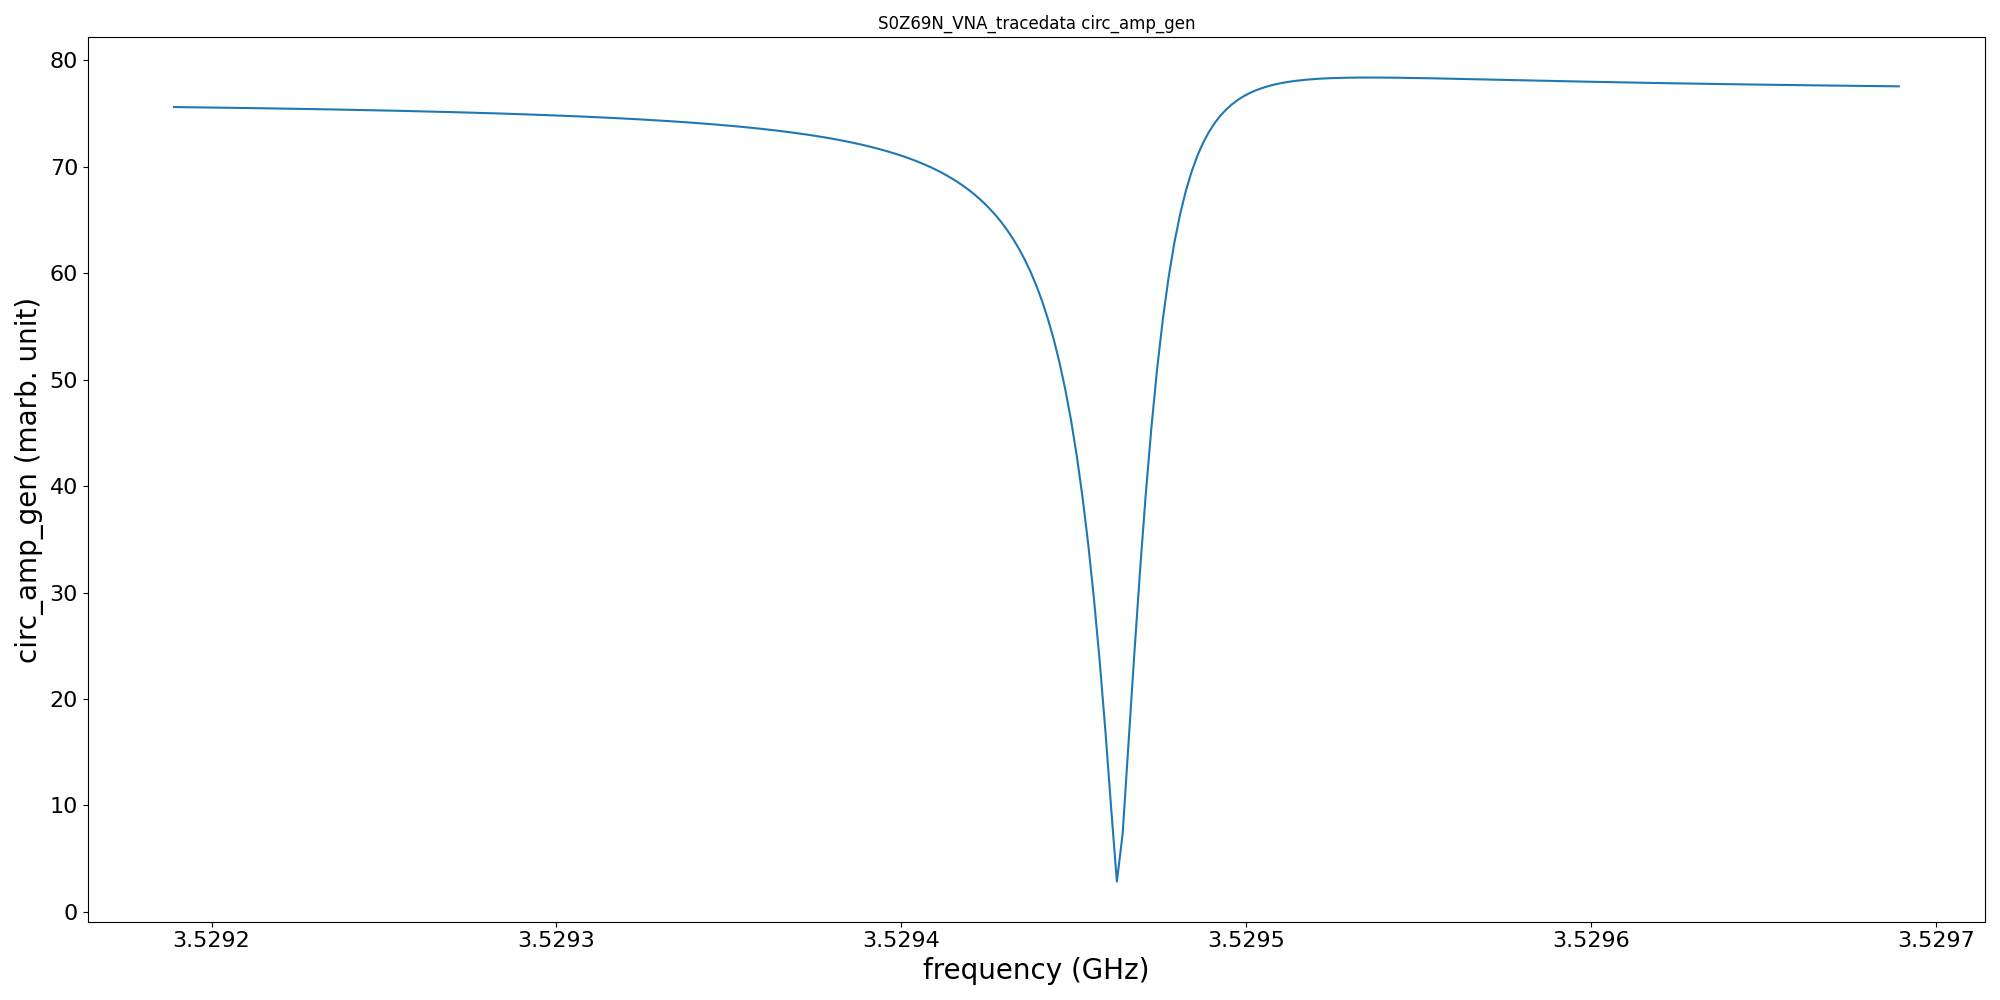 S0Z69N_VNA_tracedata circ_amp_gen
80
70
60
50
40
30
20
10
0
circ_amp_gen (marb. unit)
3.5292 3.5293 3.5294 3.5295 3.5296 3.5297
frequency (GHz)